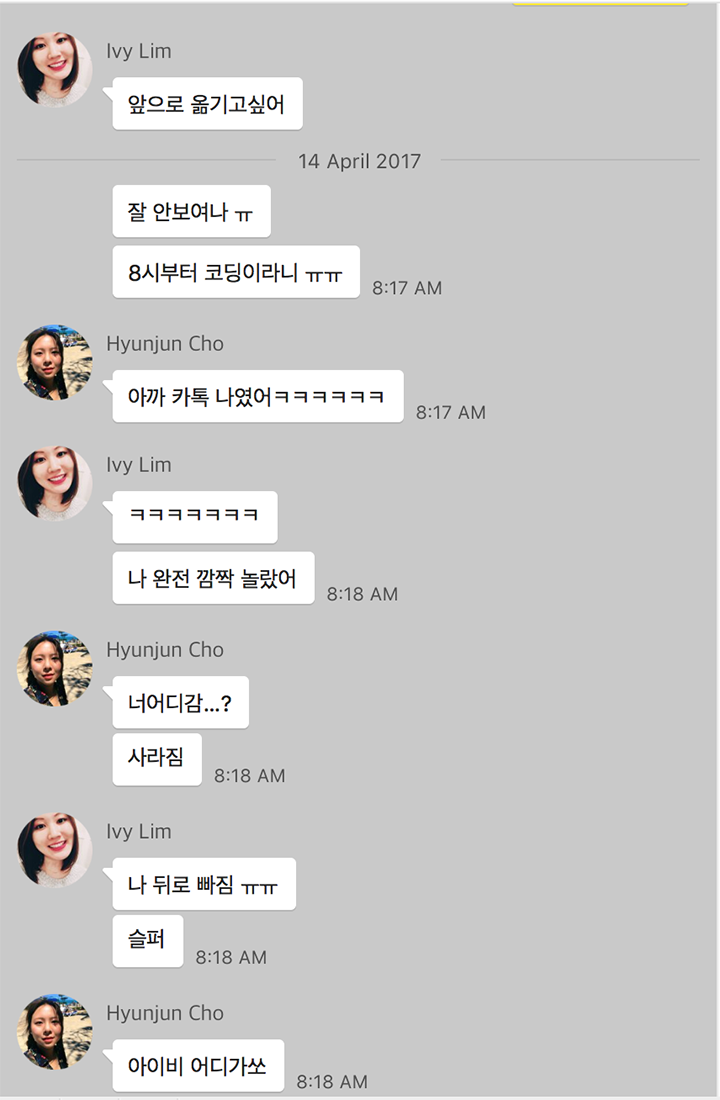 Ivy Lim
앞으로 옮기고싶어
14 April 2017
잘 안보여나 ㅠ
8시부터 코딩이라니 ㅠㅠ
8:17 AM
Hyunjun Cho
아까 카톡 나였어ㅋㅋㅋㅋㅋㅋ
8:17 AM
Ivy Lim
ㅋㅋㅋㅋㅋㅋㅋ
나 완전 깜짝 놀랐어
8:18 AM
Hyunjun Cho
너어디감...?
사라짐
8:18 AM
Ivy Lim
나 뒤로 빠짐 ㅠㅠ
슬퍼
8:18 AM
Hyunjun Cho
아이비 어디가쏘
8:18 AM